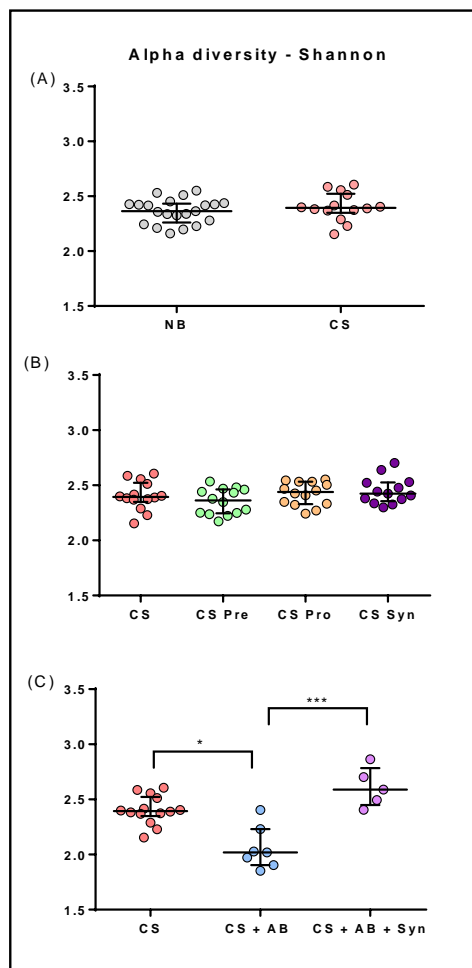 Alpha diversity - Shannon
(A)
3.5
3.0
2.5
2.0
1.5
NB CS
(B)
3.5
3.0
2.5
2.0
1.5
CS CS Pre CS Pro CS Syn
(C)
3.5
***
3.0
*
2.5
2.0
1.5
CS CS + AB CS + AB + Syn